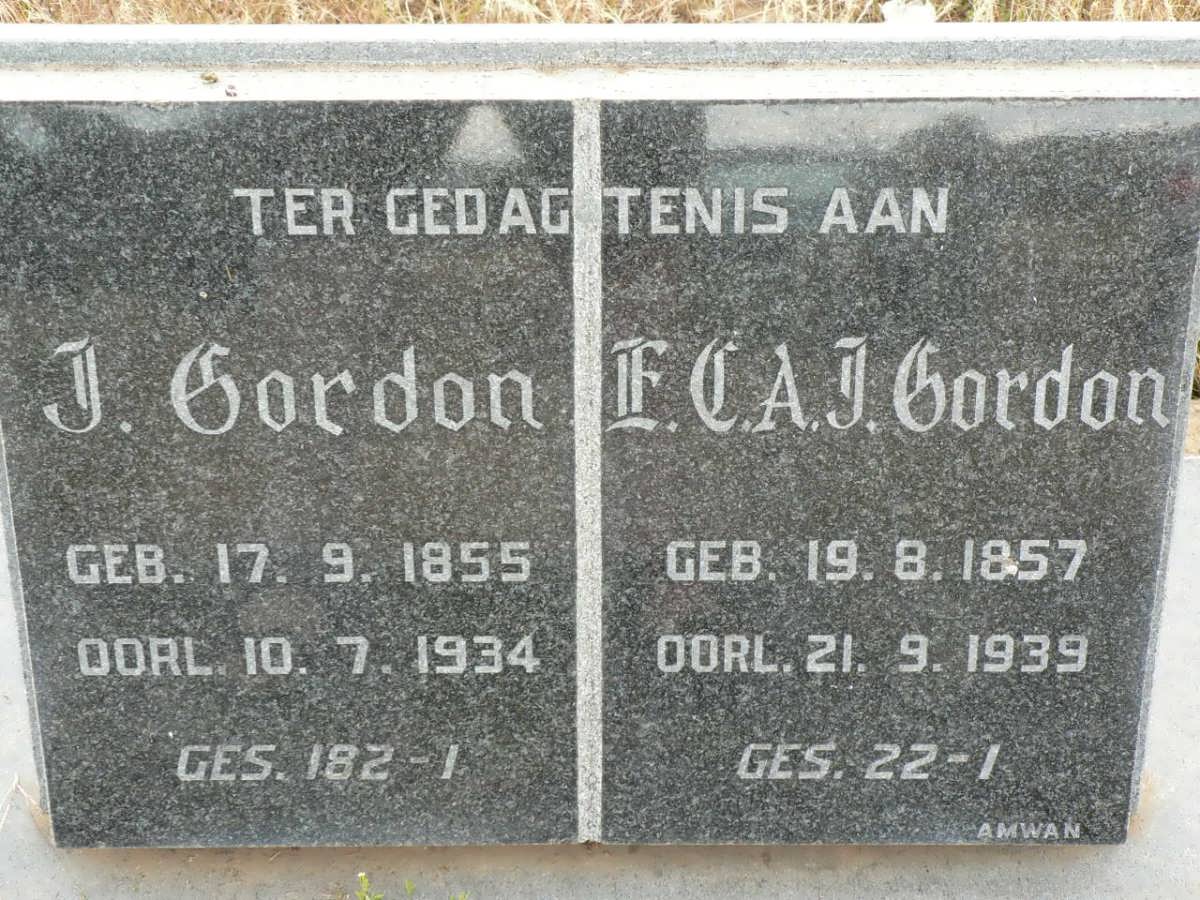 TER GEDAGTENIS AAN
J. Gordon
GEB. 17. 9. 1855
OORL. 10. 7. 1934
GES. 182-1
E.C.A.J. Gordon
GEB. 19. 8. 1857
OORL. 21. 9. 1939
GES. 22-1
AMWAN